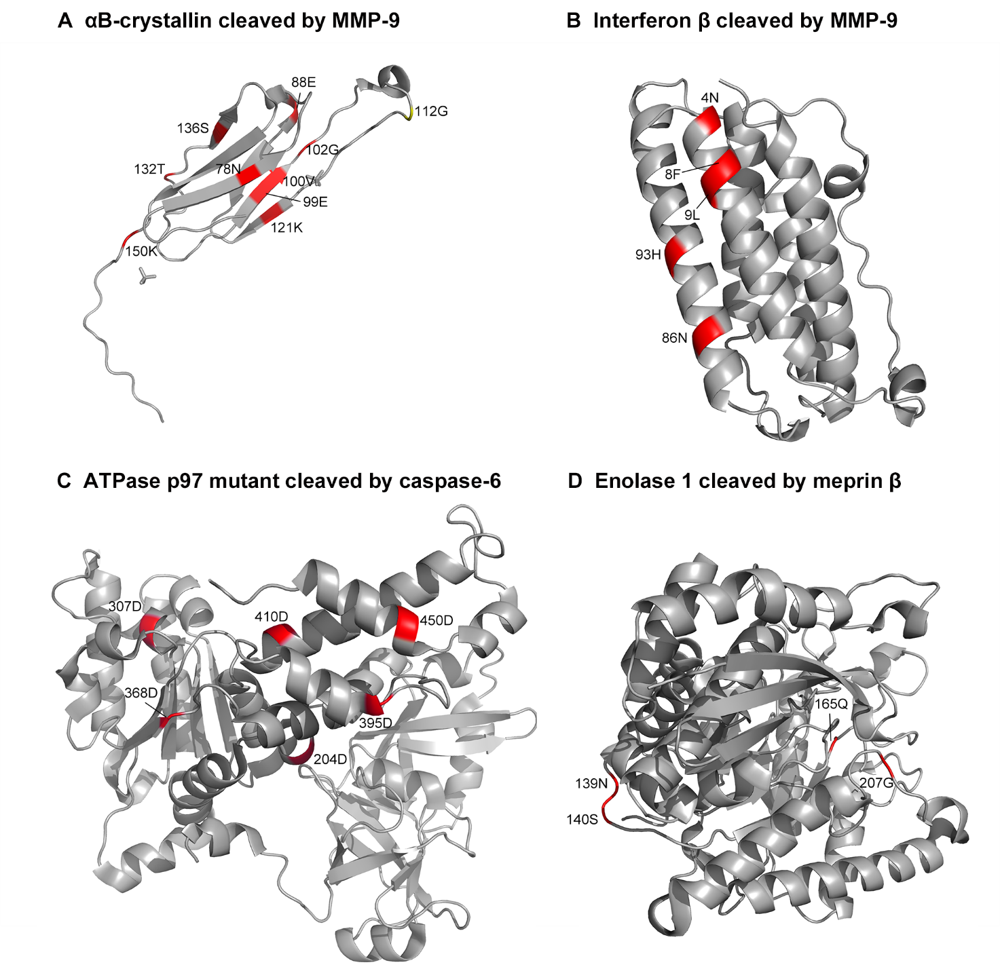 A αB-crystallin cleaved by MMP-9
B Interferon β cleaved by MMP-9
88E
112G
136S
102G
132T
78N
100V
99E
121K
150K
4N
8F
9L
93H
86N
C ATPase p97 mutant cleaved by caspase-6
D Enolase 1 cleaved by meprin β
307D
410D
450D
368D
395D
204D
165Q
139N
207G
140S